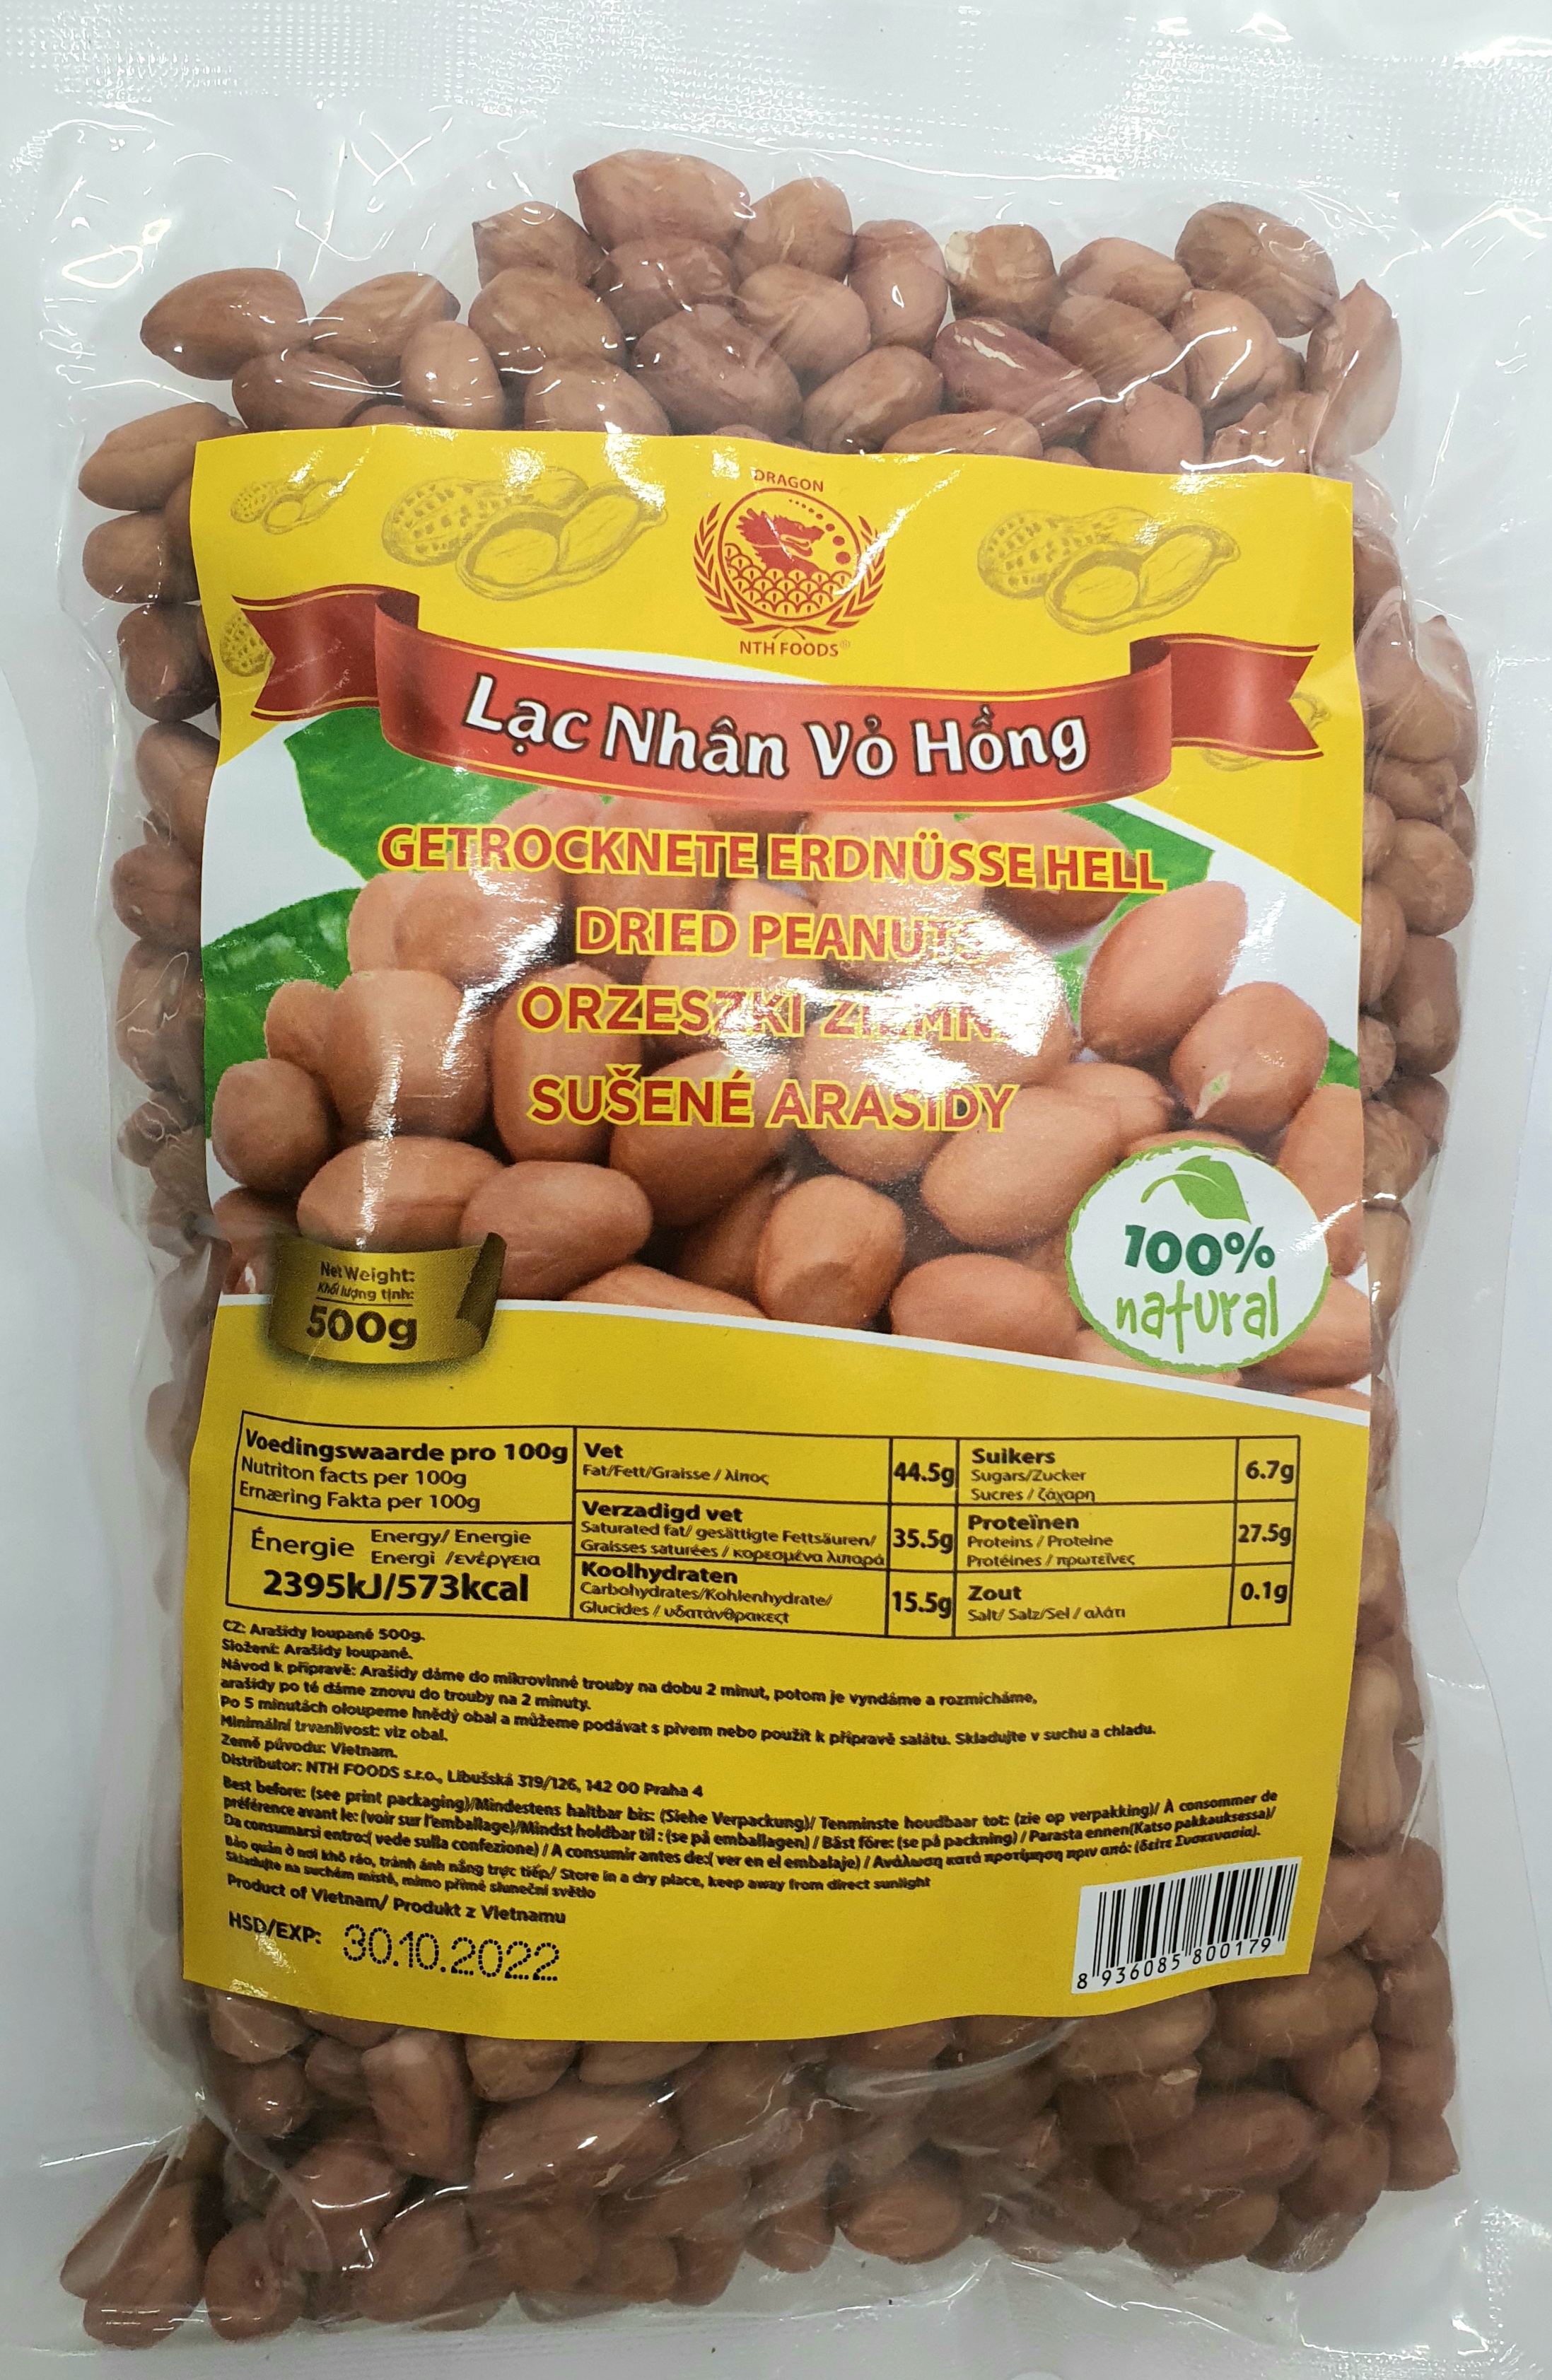 DRAGON
NTH FOODS®
Lạc Nhân Vỏ Hồng
GETROCKNETE ERDNÜSSE HELL
DRIED PEANUTS
ORZESZKI ZIEMNE
SUŠENÉ ARAŠÍDY
100%
natural
Net Weight:
Khối lượng tịnh:
500g
Voedingswaarde pro 100g
Nutriton facts per 100g
Ernæring Fakta per 100g
Énergie Energy/ Energie
Energi /ενέργεια
2395kJ/573kcal
Vet
Fat/Fett/Graisse / λίπος
44.5g
Verzadigd vet
Saturated fat/ gesättigte Fettsäuren/
Graisses saturées / κορεσμένα λιπαρά
35.5g
Koolhydraten
Carbohydrates/Kohlenhydrate/
Glucides / υδατάνθρακεςt
15.5g
Suikers
Sugars/Zucker
Sucres / ζάχαρη
6.7g
Proteïnen
Proteins / Proteine
Protéines / πρωτεΐνες
27.5g
Zout
Salt/ Salz/Sel / αλάτι
0.1g
CZ: Arašídy loupané 500g.
Složení: Arašídy loupané.
Návod k přípravě: Arašídy dáme do mikrovinné trouby na dobu 2 minut, potom je vyndáme a rozmícháme,
arašídy po té dáme znovu do trouby na 2 minuty.
Po 5 minutách oloupeme hnědý obal a můžeme podávat s pivem nebo použít k přípravě salátu. Skladujte v suchu a chladu.
Minimální trvanlivost: viz obal.
Země původu: Vietnam.
Distributor: NTH FOODS s.r.o., Libušská 319/126, 142 00 Praha 4
Best before: (see print packaging)/Mindestens haltbar bis: (Siehe Verpackung)/ Tenminste houdbaar tot: (zie op verpakking)/ À consommer de
préférence avant le: (voir sur l'emballage)/Mindst holdbar til : (se på emballagen) / Bäst före: (se på packning) / Parasta ennen(Katso pakkauksessa)/
Da consumarsi entro:( vede sulla confezione) / A consumir antes de:( ver en el embalaje) / Ανάλωση κατά προτίμηση πριν από: (δείτε Συσκευασία).
Bảo quản ở nơi khô ráo, tránh ánh nắng trực tiếp/ Store in a dry place, keep away from direct sunlight
Skladujte na suchém místě, mimo přímé sluneční světlo
Product of Vietnam/ Produkt z Vietnamu
HSD/EXP: 30.10.2022
8 936085 800179